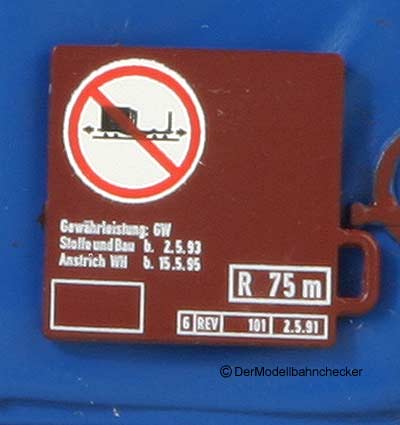 Gewährleistung: GW
Stoffe und Bau b. 2.5.93
Anstrich WH b. 15.5.95
R 75 m
6 REV 101 2.5.91
© DerModellbahnchecker